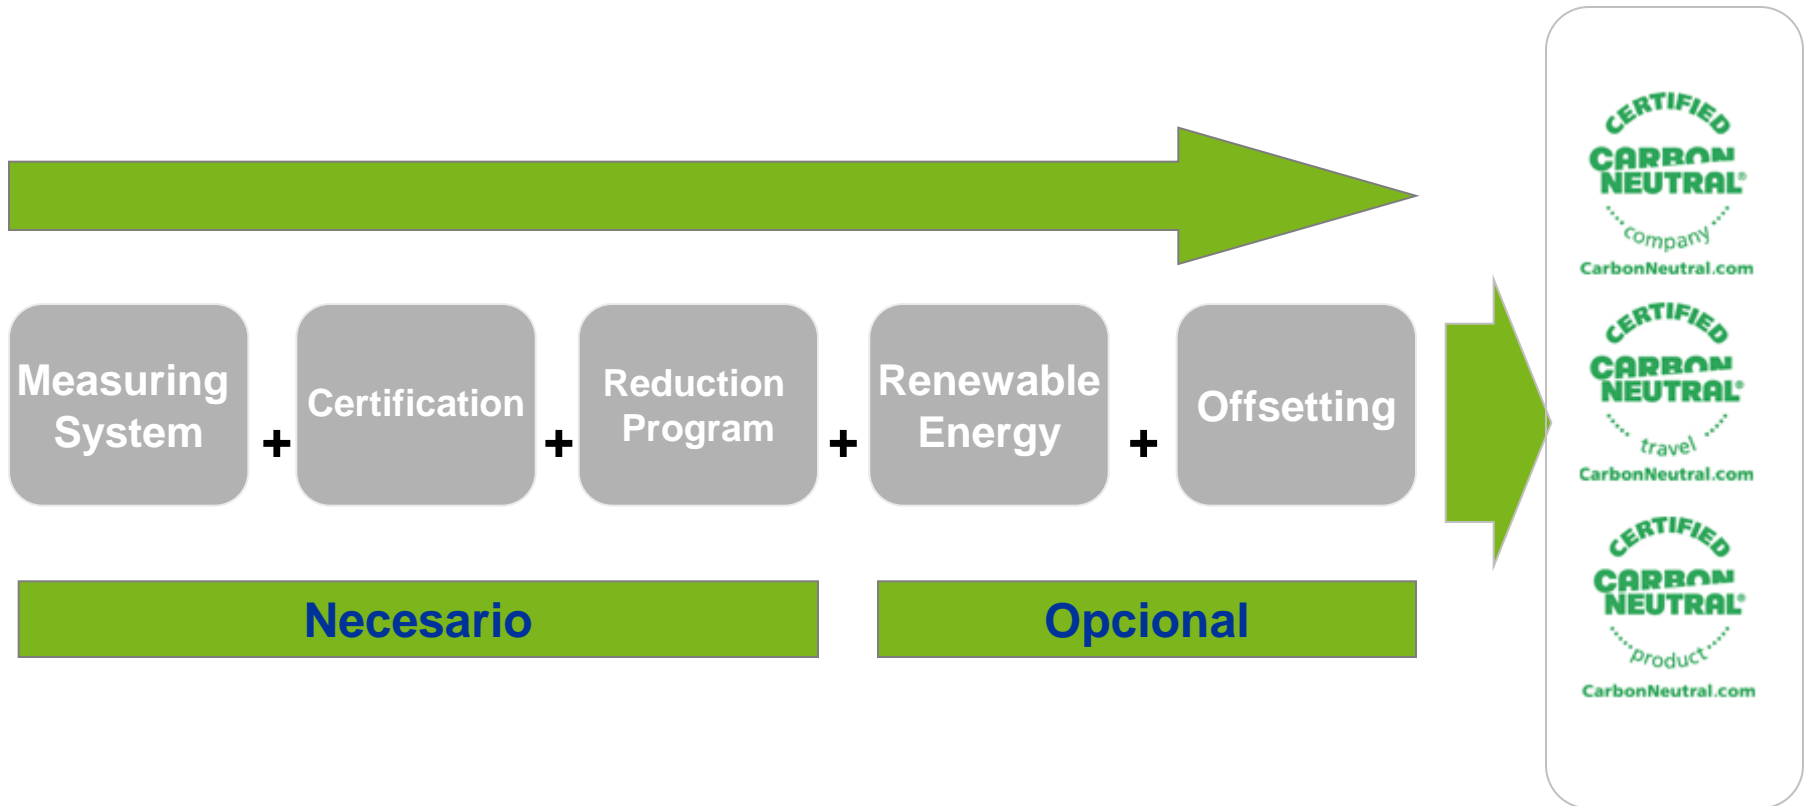 Measuring
System
+
Certification
+
Reduction
Program
+
Renewable
Energy
+
Offsetting
Necesario
Opcional
CERTIFIED
CARBON
NEUTRAL®
company
CarbonNeutral.com
CERTIFIED
CARBON
NEUTRAL®
travel
CarbonNeutral.com
CERTIFIED
CARBON
NEUTRAL®
product
CarbonNeutral.com